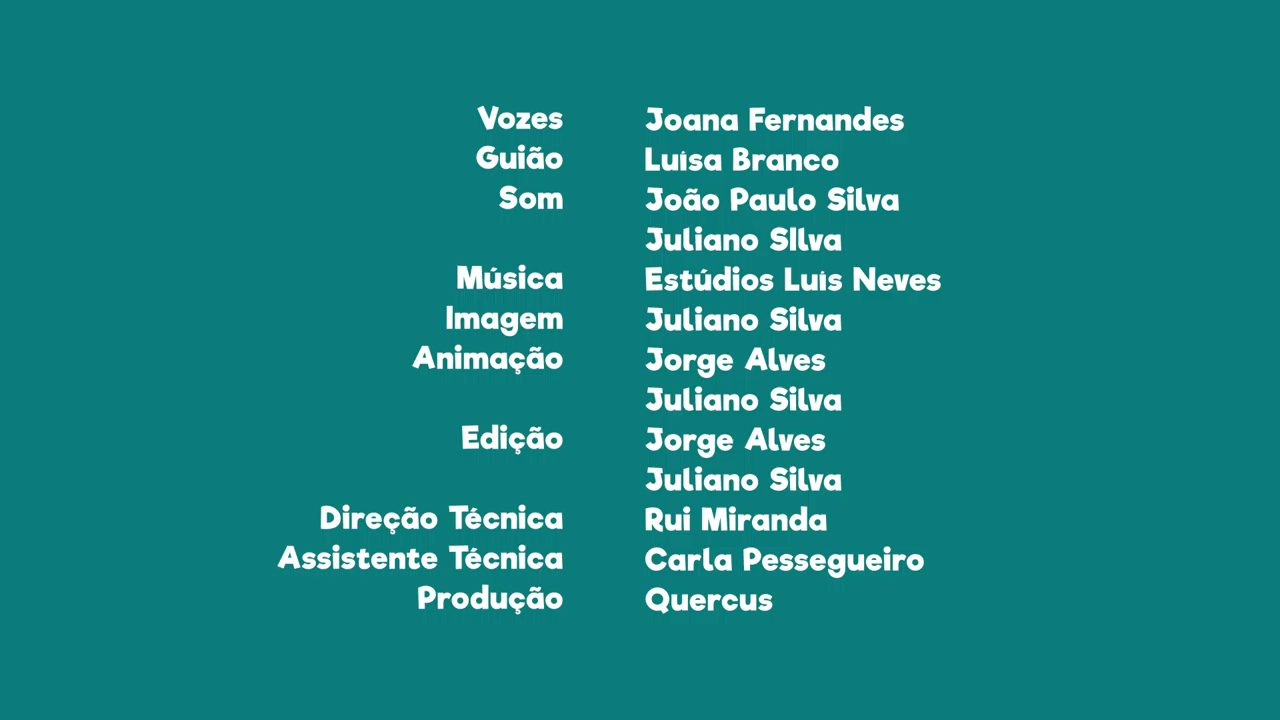 Vozes Joana Fernandes
Guião Luísa Branco
Som João Paulo Silva
Juliano SIlva
Música Estúdios Luís Neves
Imagem Juliano Silva
Animação Jorge Alves
Juliano Silva
Edição Jorge Alves
Juliano Silva
Direção Técnica Rui Miranda
Assistente Técnica Carla Pessegueiro
Produção Quercus